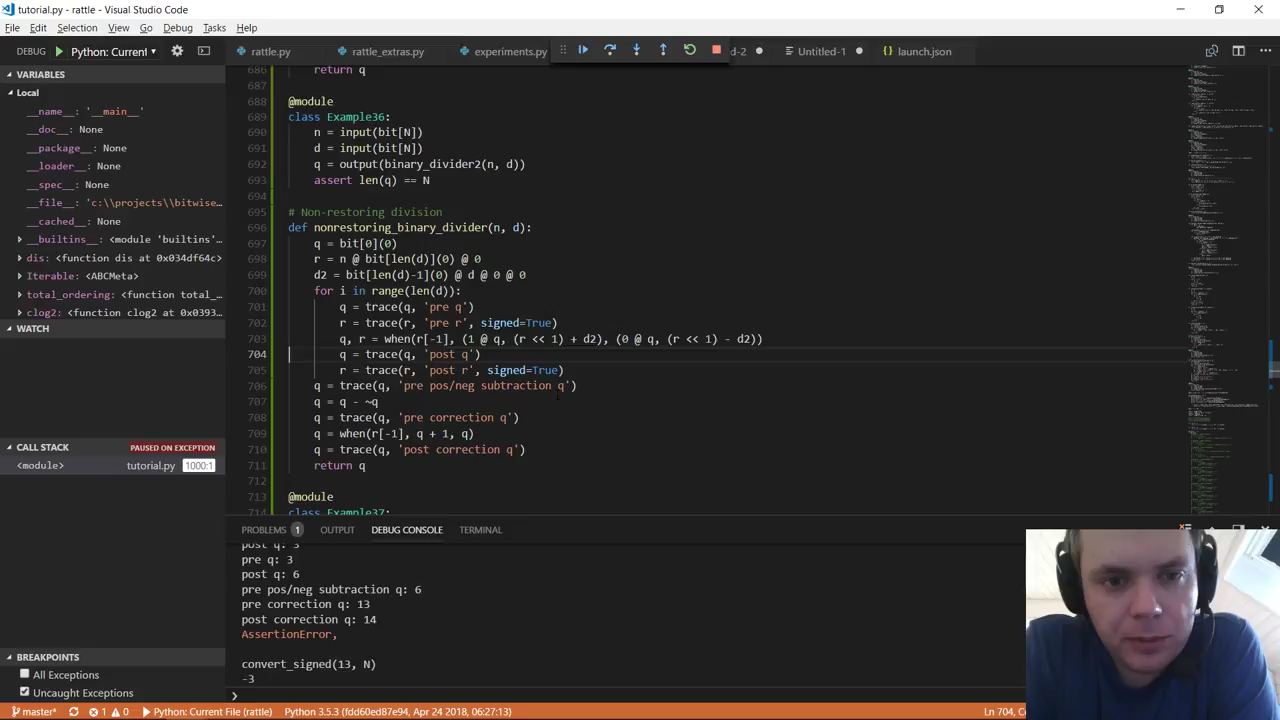 tutorial.py - rattle - Visual Studio Code
File Edit Selection View Go Debug Tasks Help
DEBUG Python: Current
rattle.py rattle_extras.py experiments.py d-2 Untitled-1 launch.json
VARIABLES
Local
__name__: '__main__'
__doc__: None
__package__: None
__loader__: None
__spec__: None
__file__: 'c:\\projects\\bitwise…
__cached__: None
__builtins__: <module 'builtins'…
dis: <function dis at 0x034df64c>
Iterable: <ABCMeta>
total_ordering: <function total_…
clog2: <function clog2 at 0x0393…
WATCH
CALL STACK PAUSED ON EXCEPTION
<module> tutorial.py 1000:1
BREAKPOINTS
All Exceptions
Uncaught Exceptions
686 return q
687
688 @module
689 class Example36:
690 n = input(bit[N])
691 d = input(bit[N])
692 q = output(binary_divider2(n, d))
693 assert len(q) == N
694
695 # Non-restoring division
696 def nonrestoring_binary_divider(n, d):
697 q = bit[0](0)
698 r = n @ bit[len(d)](0) @ 0
699 d2 = bit[len(d)-1](0) @ d @ 0 @ 0
700 for i in range(len(d)):
701 q = trace(q, 'pre q')
702 r = trace(r, 'pre r', signed=True)
703 q, r = when(r[-1], (1 @ q, (r << 1) + d2), (0 @ q, (r << 1) - d2))
704 q = trace(q, 'post q')
705 r = trace(r, 'post r', signed=True)
706 q = trace(q, 'pre pos/neg subtraction q')
707 q = q - ~q
708 q = trace(q, 'pre correction q')
709 q = when(r[-1], q + 1, q)
710 q = trace(q, 'post correction q')
711 return q
712
713 @module
714 class Example37:
PROBLEMS 1 OUTPUT DEBUG CONSOLE TERMINAL
post q: 3
pre q: 3
post q: 6
pre pos/neg subtraction q: 6
pre correction q: 13
post correction q: 14
AssertionError,
convert_signed(13, N)
-3
master* 1 0 Python: Current File (rattle) Python 3.5.3 (fdd60ed87e94, Apr 24 2018, 06:27:13) Ln 704, C